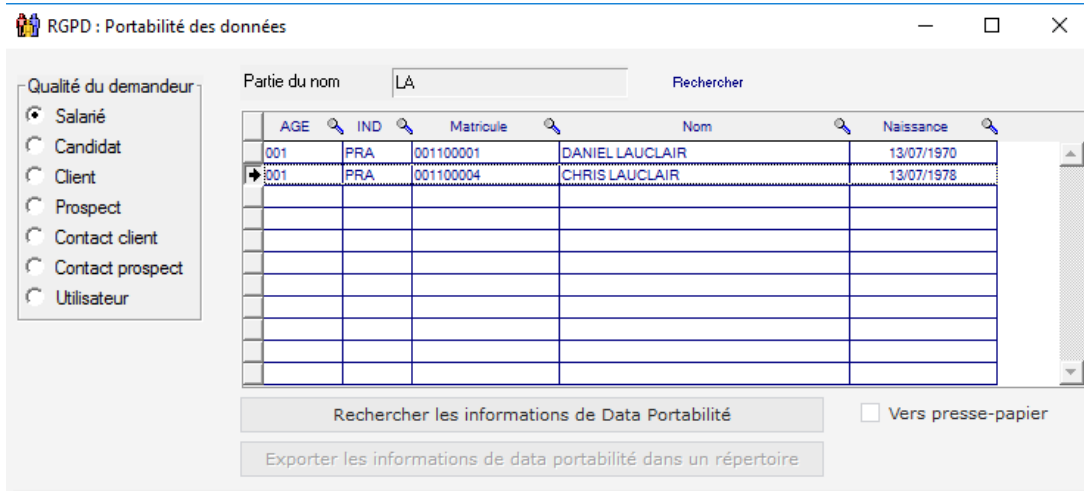 RGPD : Portabilité des données
Qualité du demandeur
Salarié
Candidat
Client
Prospect
Contact client
Contact prospect
Utilisateur
Partie du nom LA Rechercher
AGE IND Matricule Nom Naissance
001 PRA 001100001 DANIEL LAUCLAIR 13/07/1970
001 PRA 001100004 CHRIS LAUCLAIR 13/07/1978
Rechercher les informations de Data Portabilité Vers presse-papier
Exporter les informations de data portabilité dans un répertoire